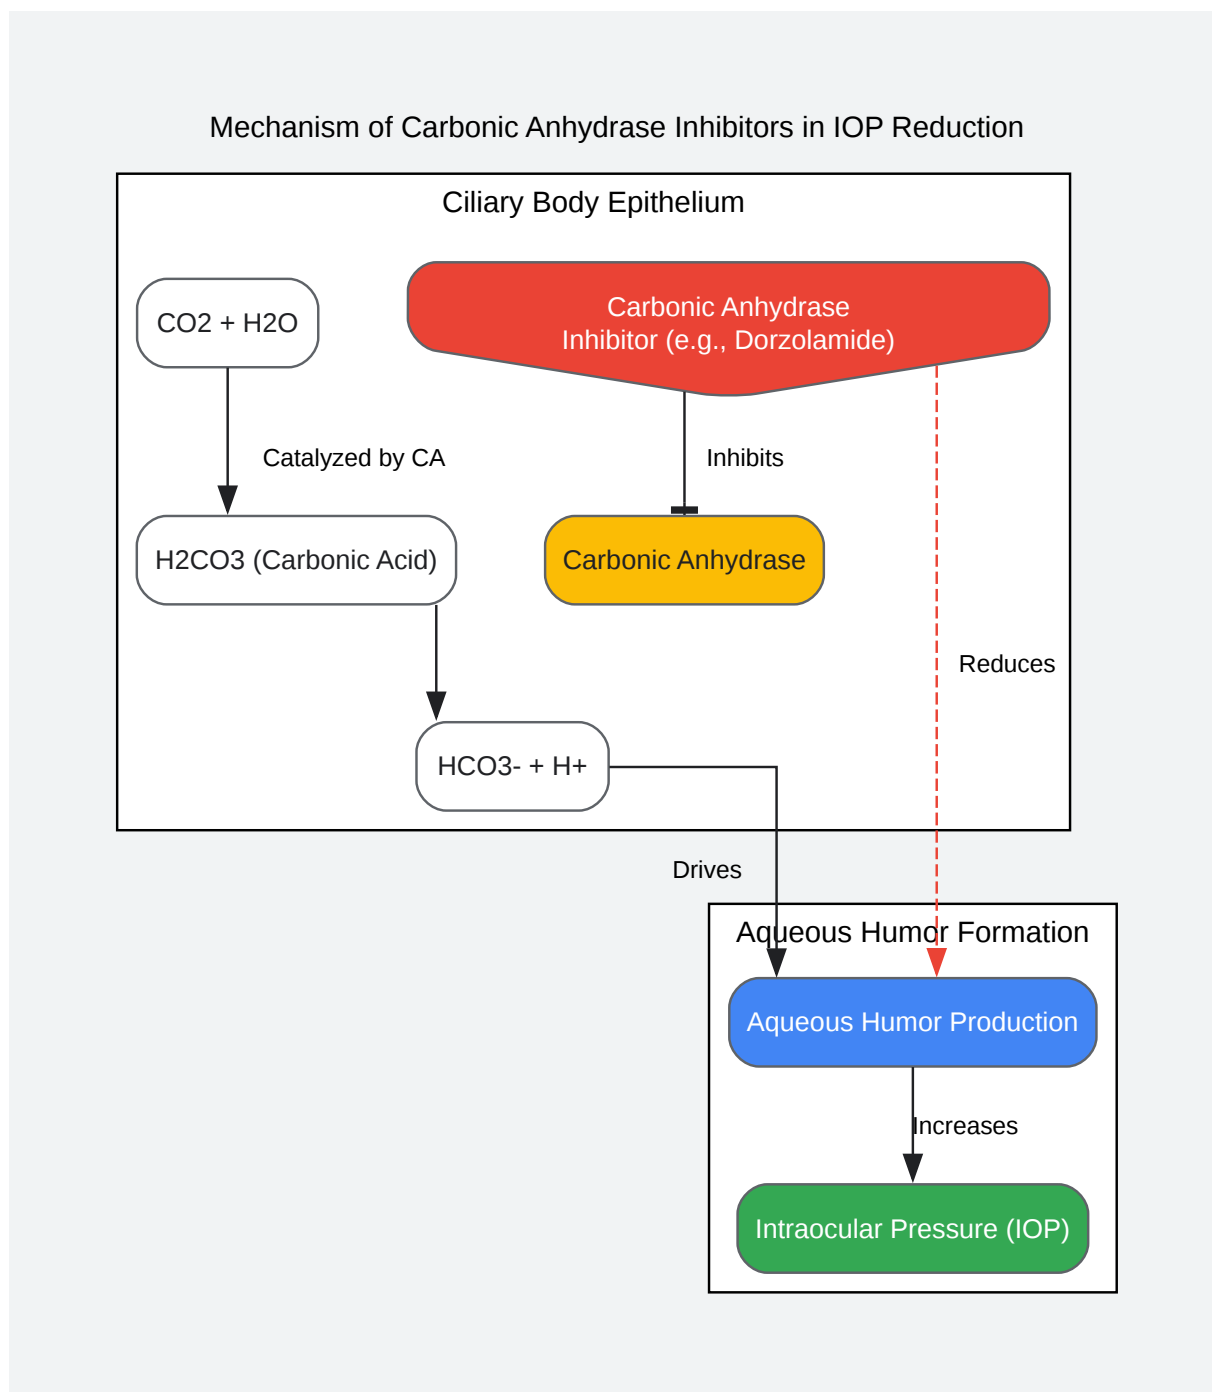 Mechanism of Carbonic Anhydrase Inhibitors in IOP Reduction
Ciliary Body Epithelium
CO2 + H2O
Carbonic Anhydrase
Inhibitor (e.g., Dorzolamide)
Catalyzed by CA
Inhibits
H2CO3 (Carbonic Acid)
Carbonic Anhydrase
Reduces
HCO3- + H+
Drives
Aqueous Humor Formation
Aqueous Humor Production
Increases
Intraocular Pressure (IOP)